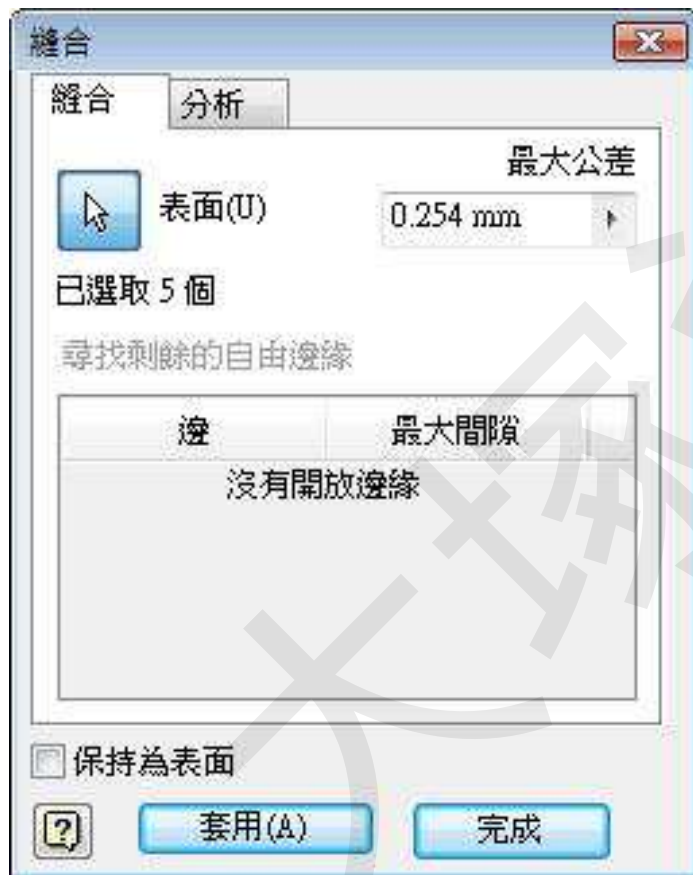 縫合
縫合 分析
最大公差
表面(U) 0.254 mm
已選取 5 個
尋找剩餘的自由邊緣
邊 最大間隙
沒有開放邊緣
保持為表面
套用(A) 完成
大塚